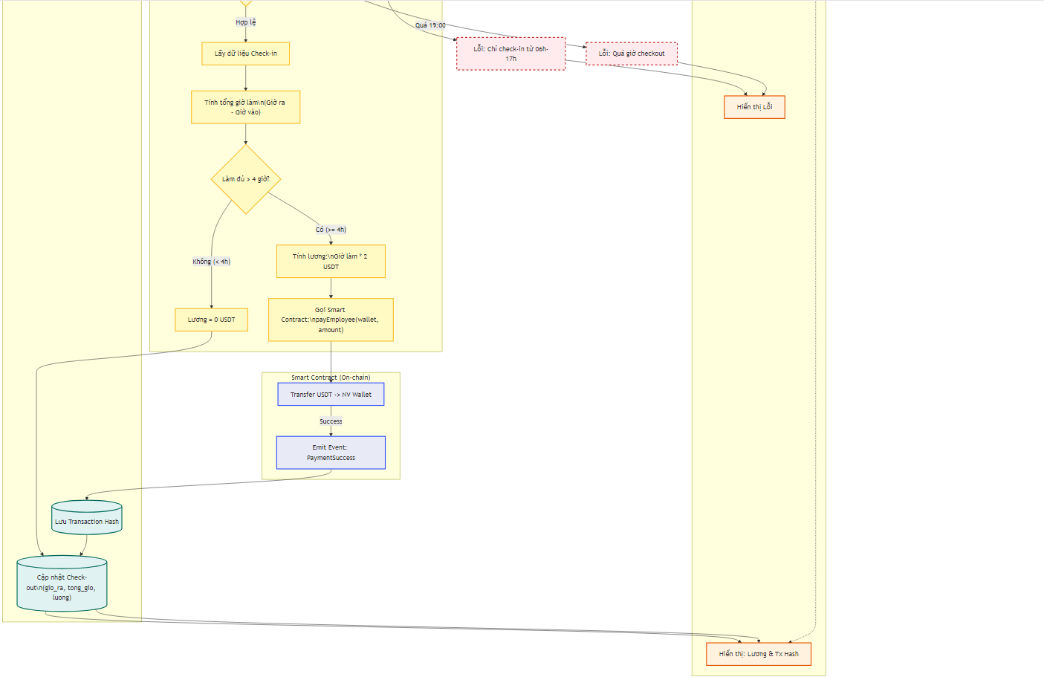 Hợp lệ
Quá 19:00
Lấy dữ liệu Check-in
Lỗi: Chỉ check-in từ 06h-
17h
Lỗi: Quá giờ checkout
Tính tổng giờ làm\n(Giờ ra
- Giờ vào)
Hiển thị Lỗi
Làm đủ > 4 giờ?
Có (>= 4h)
Không (< 4h)
Tính lương:\nGiờ làm * 2
USDT
Lương = 0 USDT
Gọi Smart
Contract:\npayEmployee(wallet,
amount)
Smart Contract (On-chain)
Transfer USDT -> NV Wallet
Success
Emit Event:
PaymentSuccess
Lưu Transaction Hash
Cập nhật Check-
out\n(gio_ra, tong_gio,
luong)
Hiển thị: Lương & Tx Hash